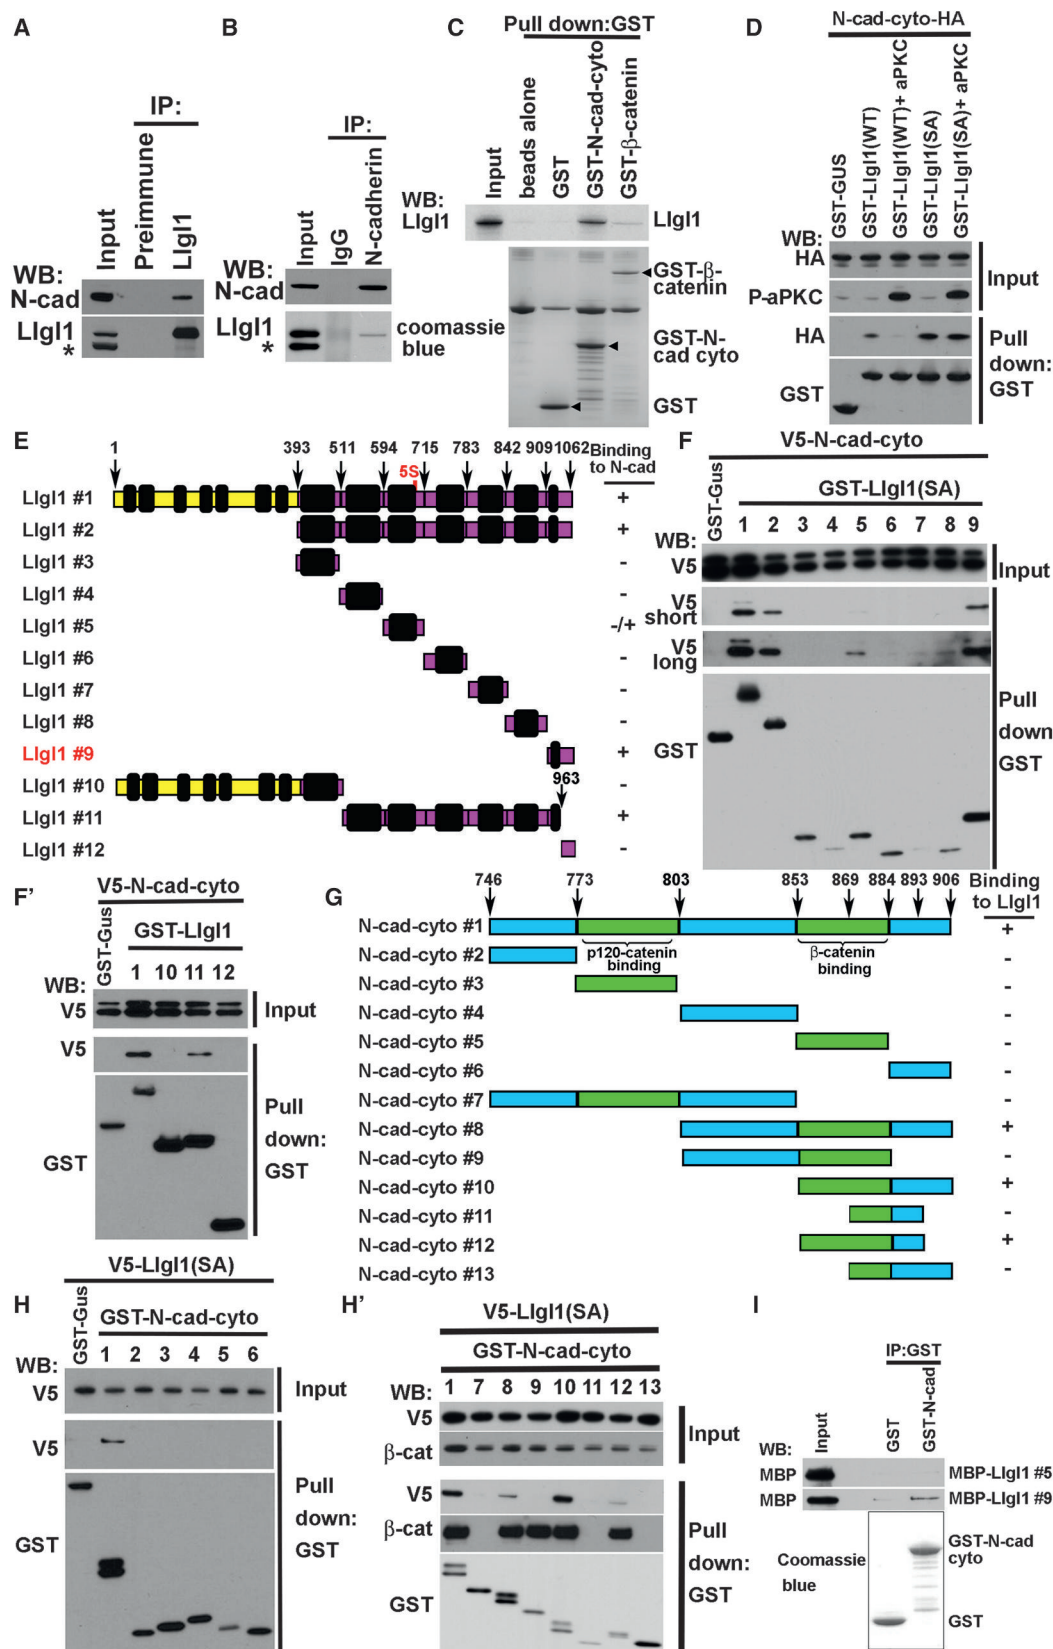 A
IP:
Input
Preimmune
Llgl1
WB:
N-cad
Llgl1
*
B
IP:
Input
IgG
N-cadherin
WB:
N-cad
Llgl1
*
coomassie
blue
C
Pull down:GST
Input
beads alone
GST
GST-N-cad-cyto
GST-β-catenin
WB:
Llgl1
Llgl1
GST-β-
catenin
GST-N-
cad cyto
GST
D
N-cad-cyto-HA
GST-GUS
GST-Llgl1(WT)
GST-Llgl1(WT)+ aPKC
GST-Llgl1(SA)
GST-Llgl1(SA)+ aPKC
WB:
HA
P-aPKC
Input
HA
GST
Pull
down:
GST
E
1 393 511 594 715 783 842 909 1062
Binding
to N-cad
5S
Llgl1 #1 +
Llgl1 #2 +
Llgl1 #3 -
Llgl1 #4 -
Llgl1 #5 -/+
Llgl1 #6 -
Llgl1 #7 -
Llgl1 #8 -
Llgl1 #9 +
963
Llgl1 #10 -
Llgl1 #11 +
Llgl1 #12 -
F
V5-N-cad-cyto
GST-Gus
GST-Llgl1(SA)
1 2 3 4 5 6 7 8 9
WB:
V5
Input
V5
short
V5
long
GST
Pull
down
GST
F'
V5-N-cad-cyto
GST-Gus
GST-Llgl1
1 10 11 12
WB:
V5
Input
V5
GST
Pull
down:
GST
G
746 773 803 853 869 884 893 906
Binding
to Llgl1
N-cad-cyto #1 +
p120-catenin
binding
β-catenin
binding
N-cad-cyto #2 -
N-cad-cyto #3 -
N-cad-cyto #4 -
N-cad-cyto #5 -
N-cad-cyto #6 -
N-cad-cyto #7 -
N-cad-cyto #8 +
N-cad-cyto #9 -
N-cad-cyto #10 +
N-cad-cyto #11 -
N-cad-cyto #12 +
N-cad-cyto #13 -
H
V5-Llgl1(SA)
GST-Gus
GST-N-cad-cyto
1 2 3 4 5 6
WB:
V5
Input
V5
GST
Pull
down:
GST
H'
V5-Llgl1(SA)
GST-N-cad-cyto
WB: 1 7 8 9 10 11 12 13
V5
β-cat
Input
V5
β-cat
GST
Pull
down:
GST
I
IP:GST
Input
GST
GST-N-cad
WB:
MBP
MBP-Llgl1 #5
MBP
MBP-Llgl1 #9
Coomassie
blue
GST-N-cad
cyto
GST